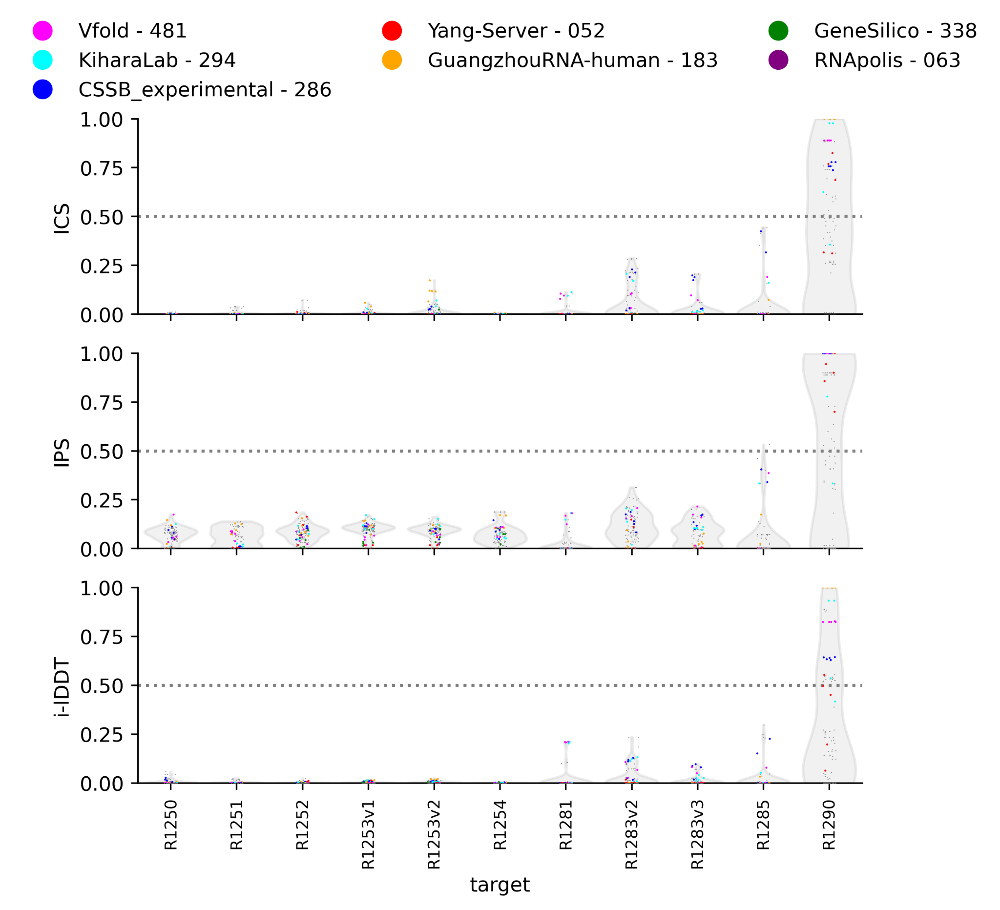 Vfold - 481
Yang-Server - 052
GeneSilico - 338
KiharaLab - 294
GuangzhouRNA-human - 183
RNApolis - 063
CSSB_experimental - 286
1.00
0.75
0.50
0.25
0.00
ICS
1.00
0.75
0.50
0.25
0.00
IPS
1.00
0.75
0.50
0.25
0.00
i-lDDT
R1250
R1251
R1252
R1253v1
R1253v2
R1254
R1281
R1283v2
R1283v3
R1285
R1290
target